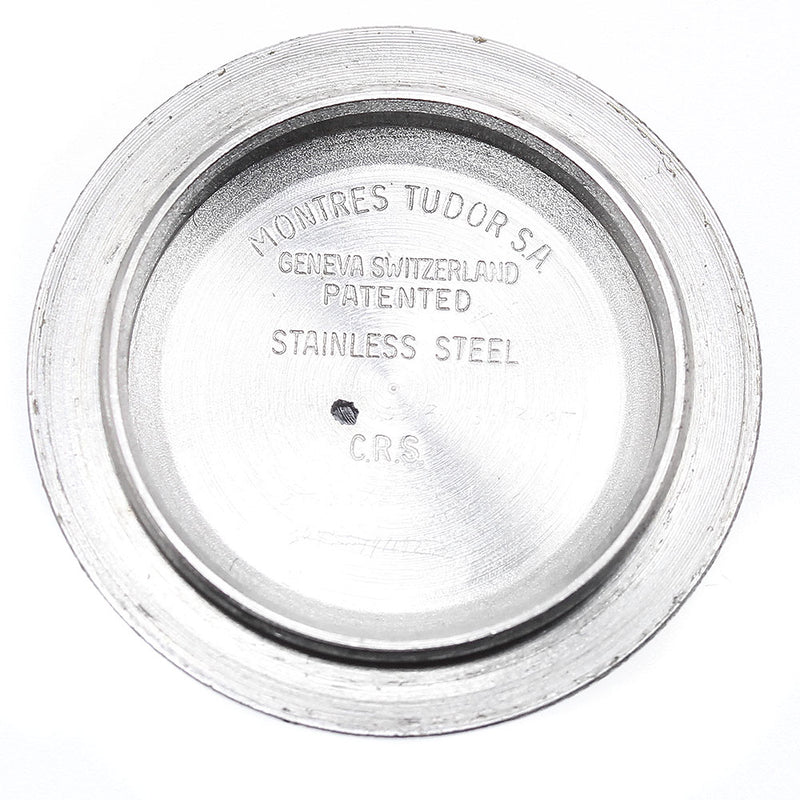 MONTRES TUDOR S.A.
GENEVA SWITZERLAND
PATENTED
STAINLESS STEEL
C.R.S.